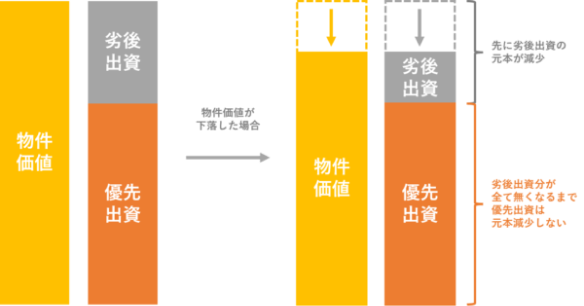 物件
価値
劣後
出資
優先
出資
物件価値が
下落した場合
物件
価値
劣後
出資
優先
出資
先に劣後出資の
元本が減少
劣後出資分が
全て無くなるまで
優先出資は
元本減少しない